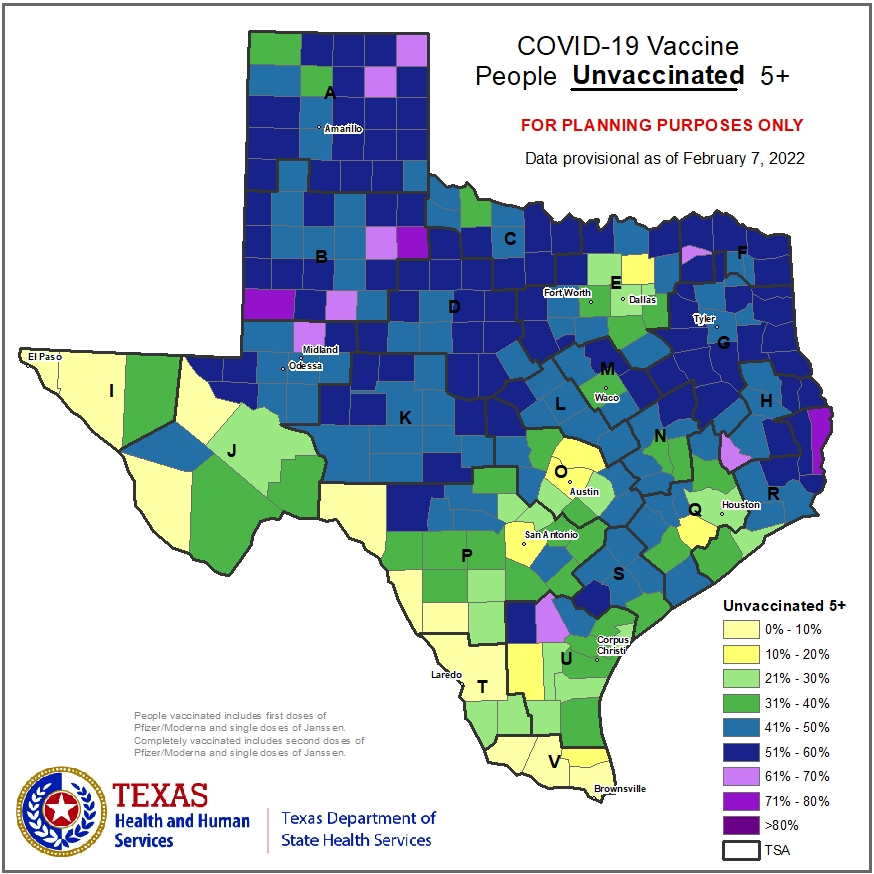 COVID-19 Vaccine
People Unvaccinated 5+
FOR PLANNING PURPOSES ONLY
Data provisional as of February 7, 2022
A
Amarillo
B
C
D
E
Fort Worth
Dallas
F
Tyler
G
El Paso
I
Midland
Odessa
J
K
L
M
Waco
N
H
O
Austin
Q
Houston
R
P
San Antonio
S
Laredo
T
U
Corpus
Christi
V
Brownsville
Unvaccinated 5+
0% - 10%
10% - 20%
21% - 30%
31% - 40%
41% - 50%
51% - 60%
61% - 70%
71% - 80%
>80%
TSA
People vaccinated includes first doses of
Pfizer/Moderna and single doses of Janssen.
Completely vaccinated includes second doses of
Pfizer/Moderna and single doses of Janssen.
TEXAS
Health and Human
Services
Texas Department of
State Health Services